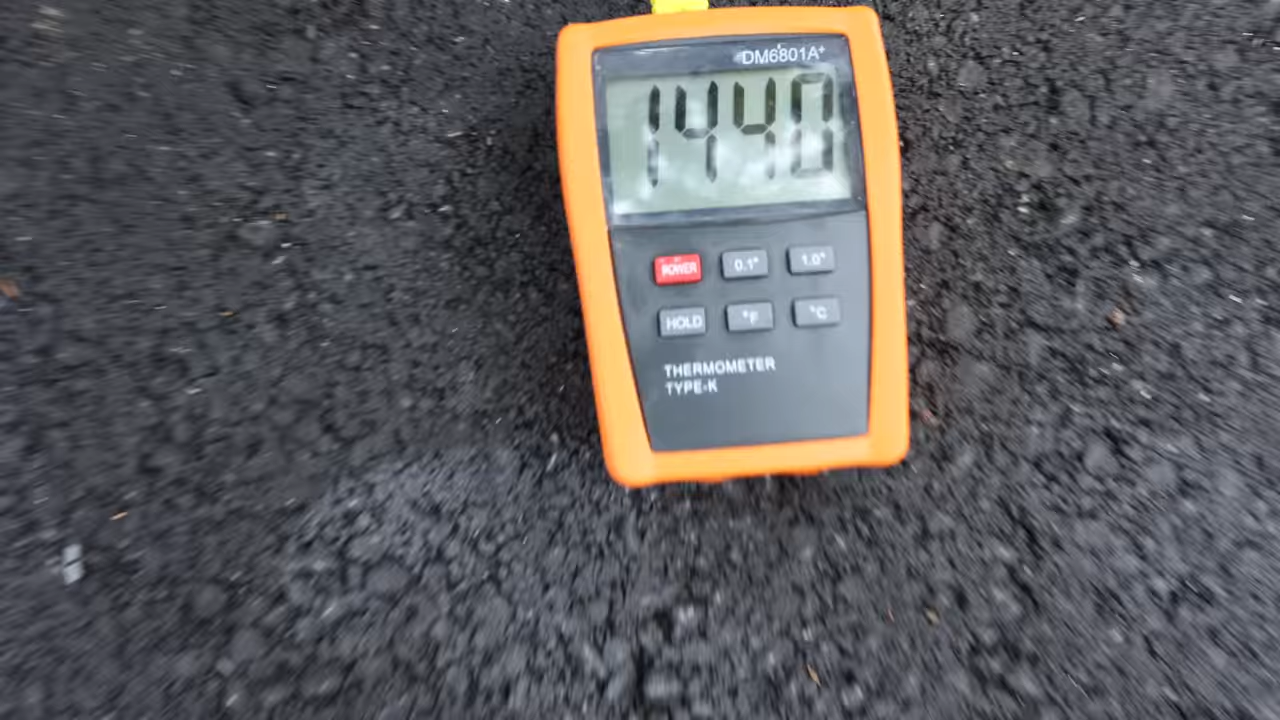 DM6801A+
1440
POWER
0.1°
1.0°
HOLD
°F
°C
THERMOMETER
TYPE-K